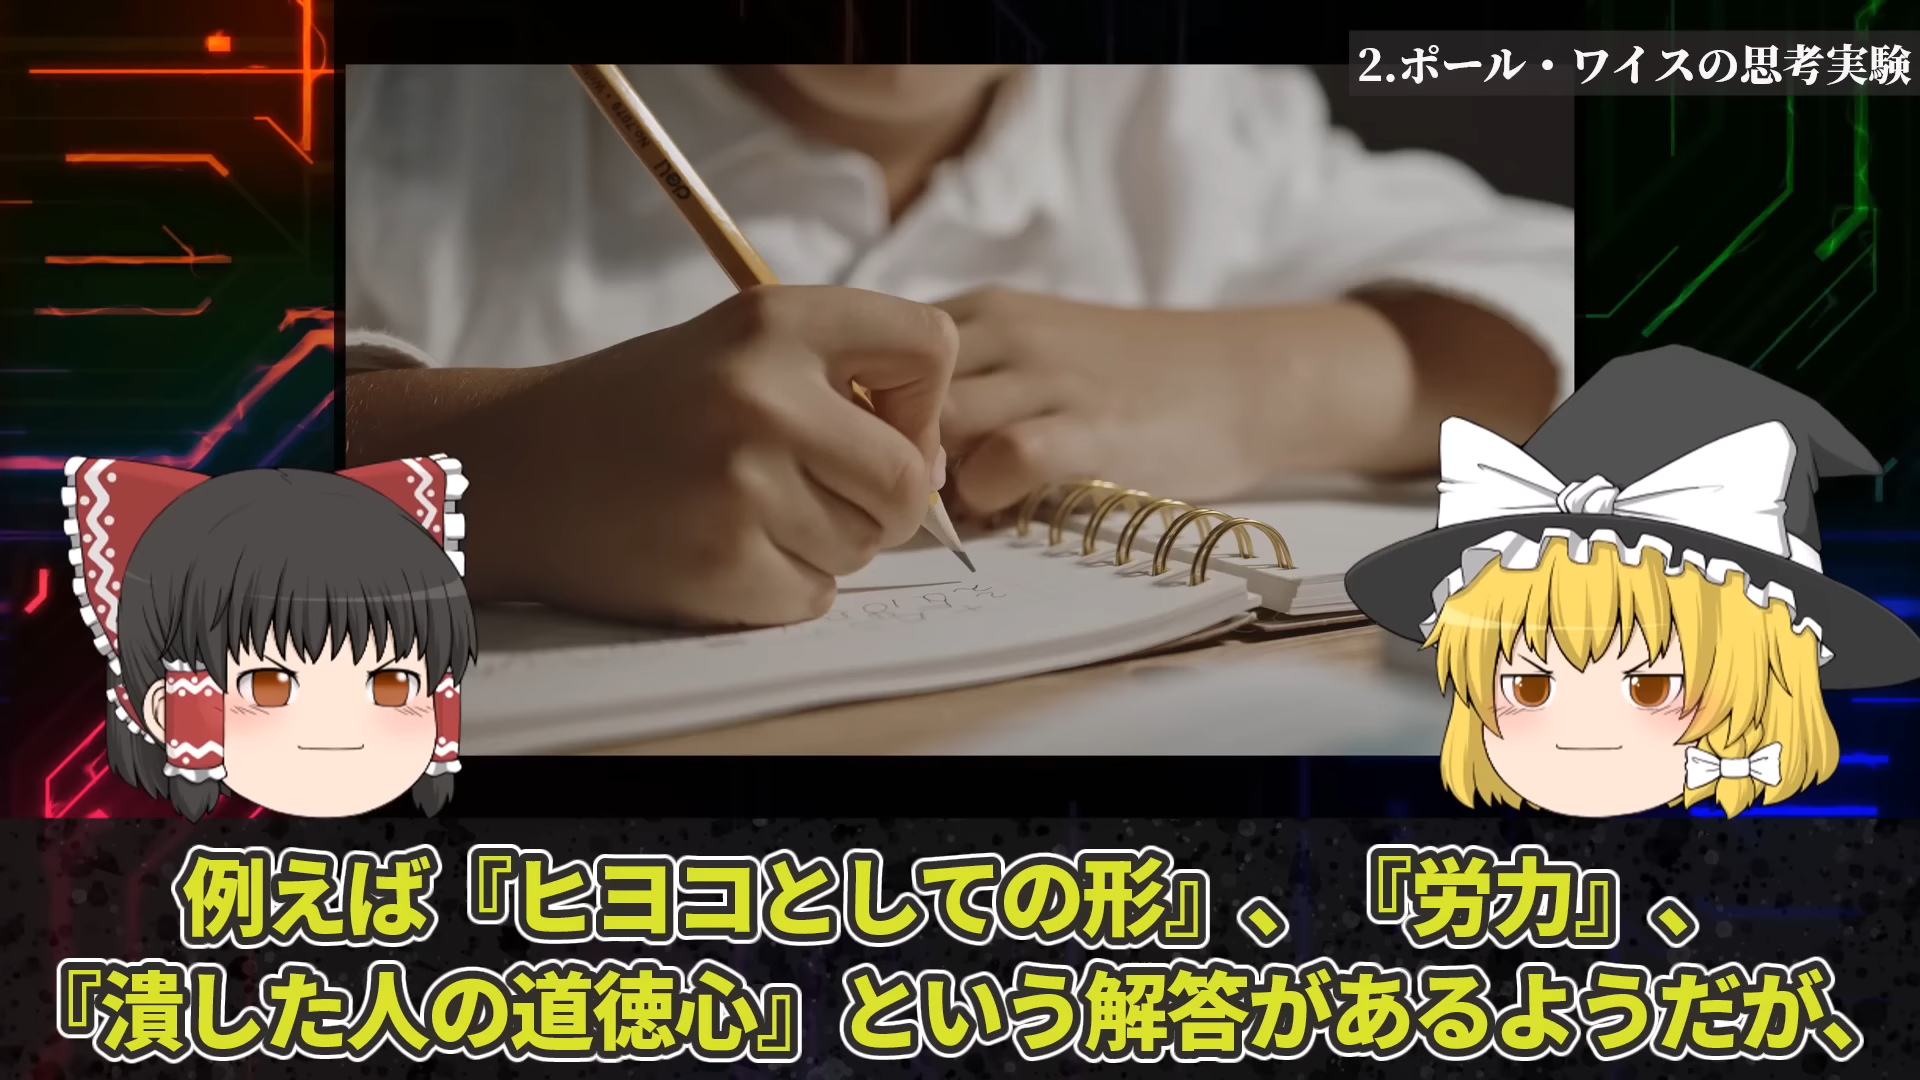 2.ポール・ワイスの思考実験
deli
例えば『ヒヨコとしての形』、『労力』、
『潰した人の道徳心』という解答があるようだが、